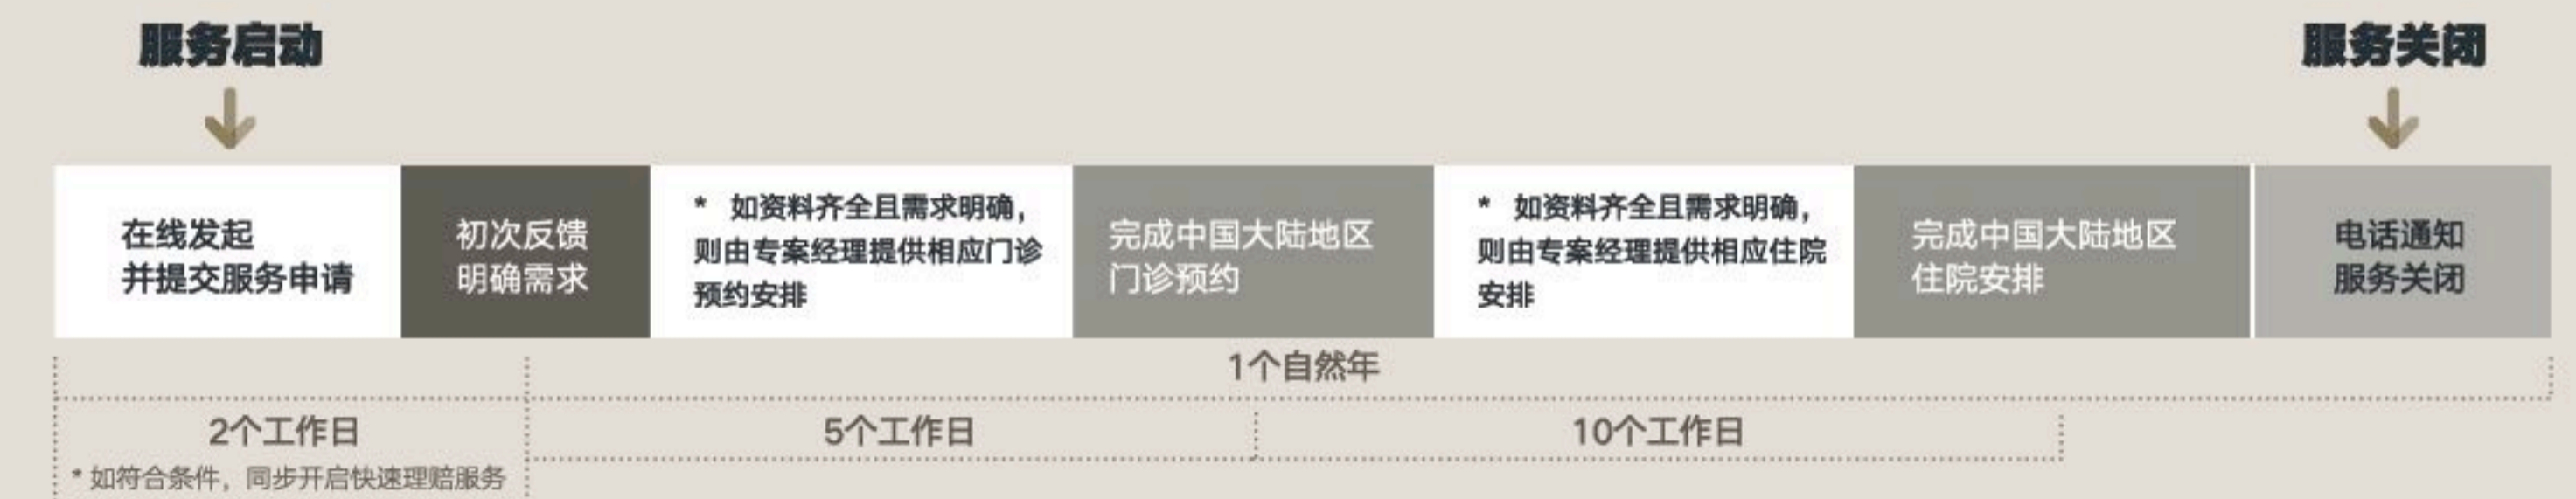 服务启动
服务关闭
在线发起
并提交服务申请
初次反馈
明确需求
* 如资料齐全且需求明确，
则由专案经理提供相应门诊
预约安排
完成中国大陆地区
门诊预约
* 如资料齐全且需求明确，
则由专案经理提供相应住院
安排
完成中国大陆地区
住院安排
电话通知
服务关闭
1个自然年
2个工作日
5个工作日
10个工作日
* 如符合条件，同步开启快速理赔服务